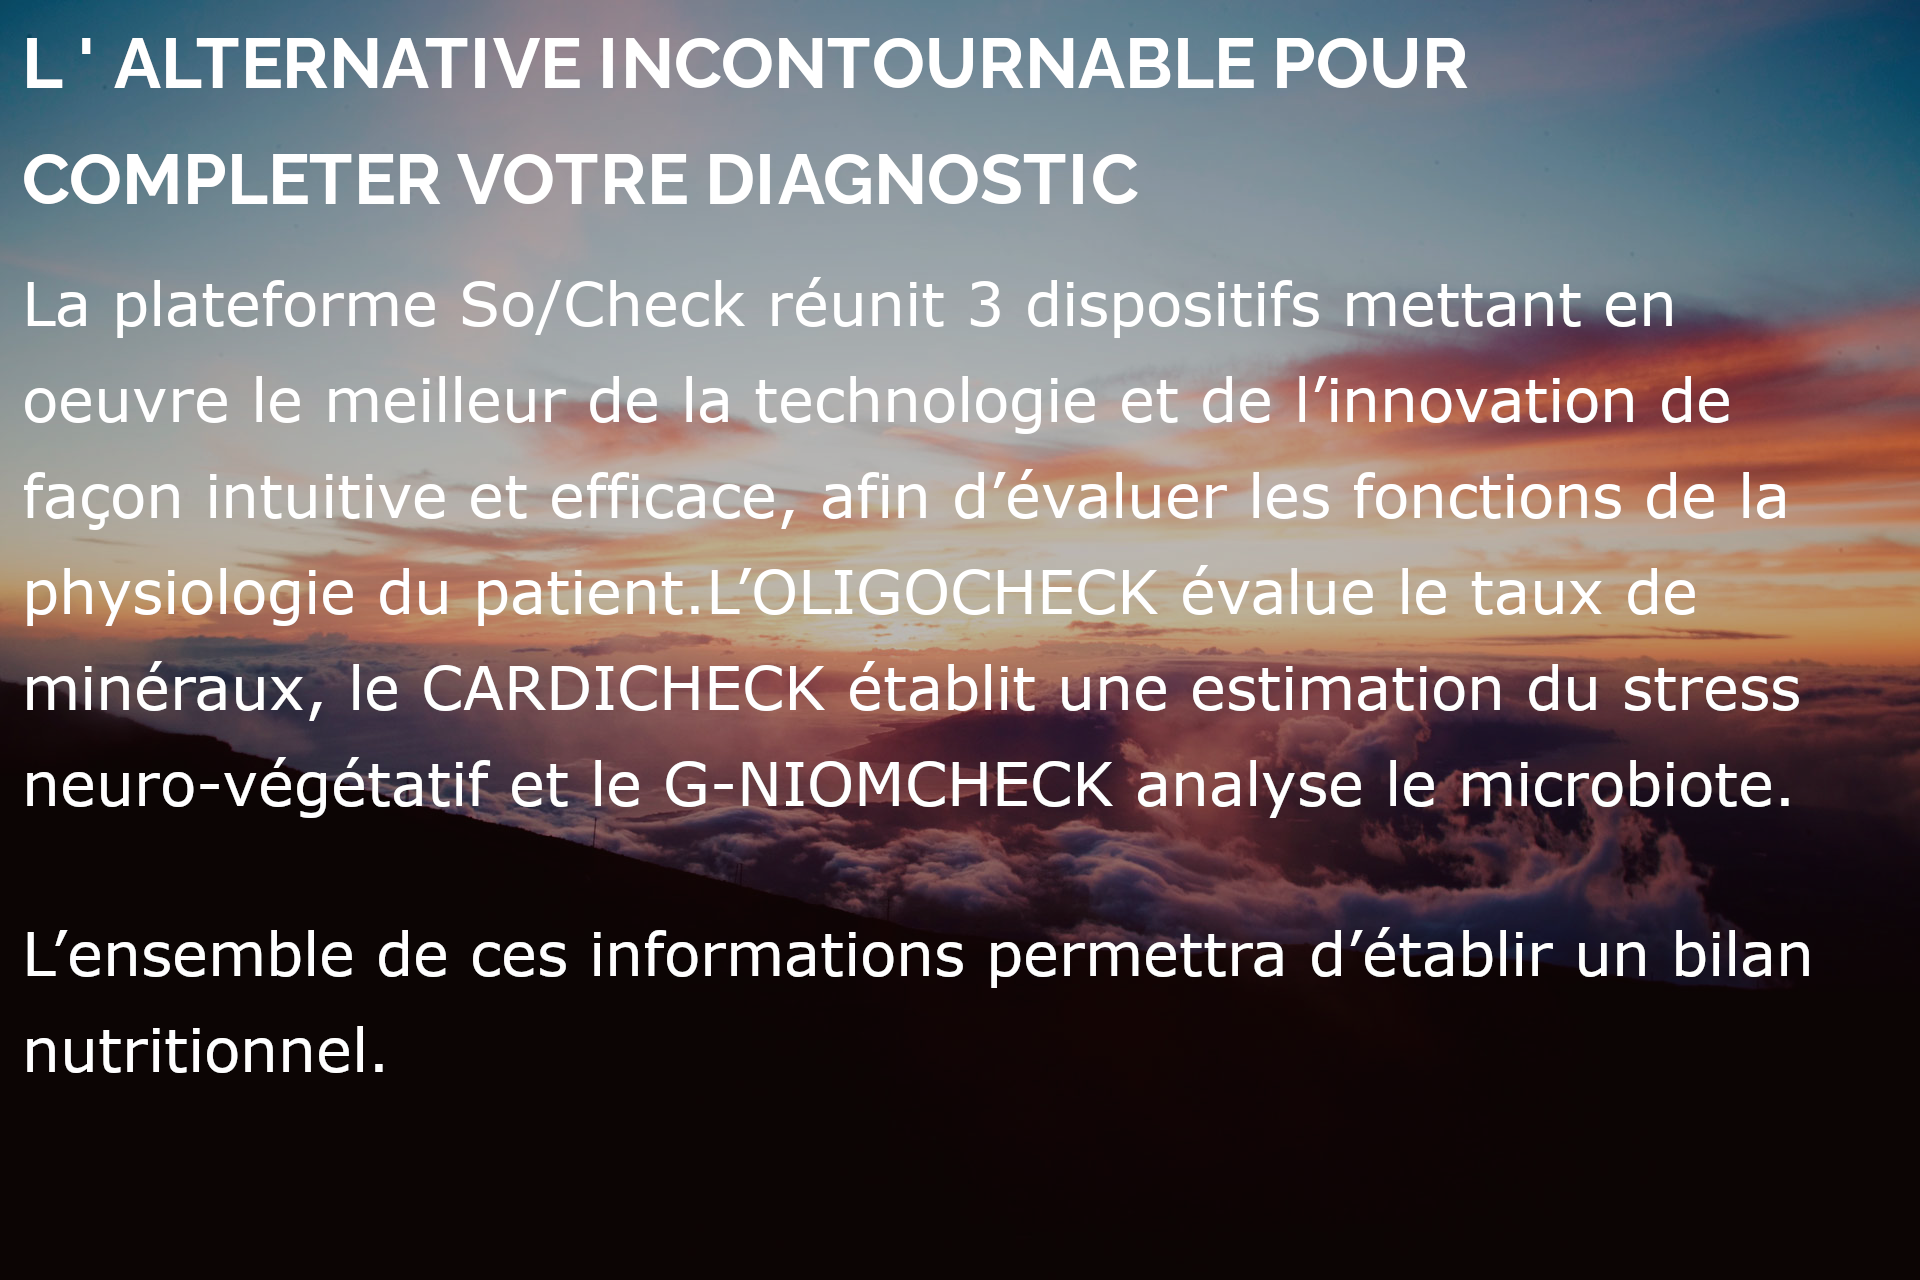 L ' ALTERNATIVE INCONTOURNABLE POUR
COMPLETER VOTRE DIAGNOSTIC
La plateforme So/Check réunit 3 dispositifs mettant en
oeuvre le meilleur de la technologie et de l’innovation de
façon intuitive et efficace, afin d’évaluer les fonctions de la
physiologie du patient.L’OLIGOCHECK évalue le taux de
minéraux, le CARDICHECK établit une estimation du stress
neuro-végétatif et le G-NIOMCHECK analyse le microbiote.
L’ensemble de ces informations permettra d’établir un bilan
nutritionnel.